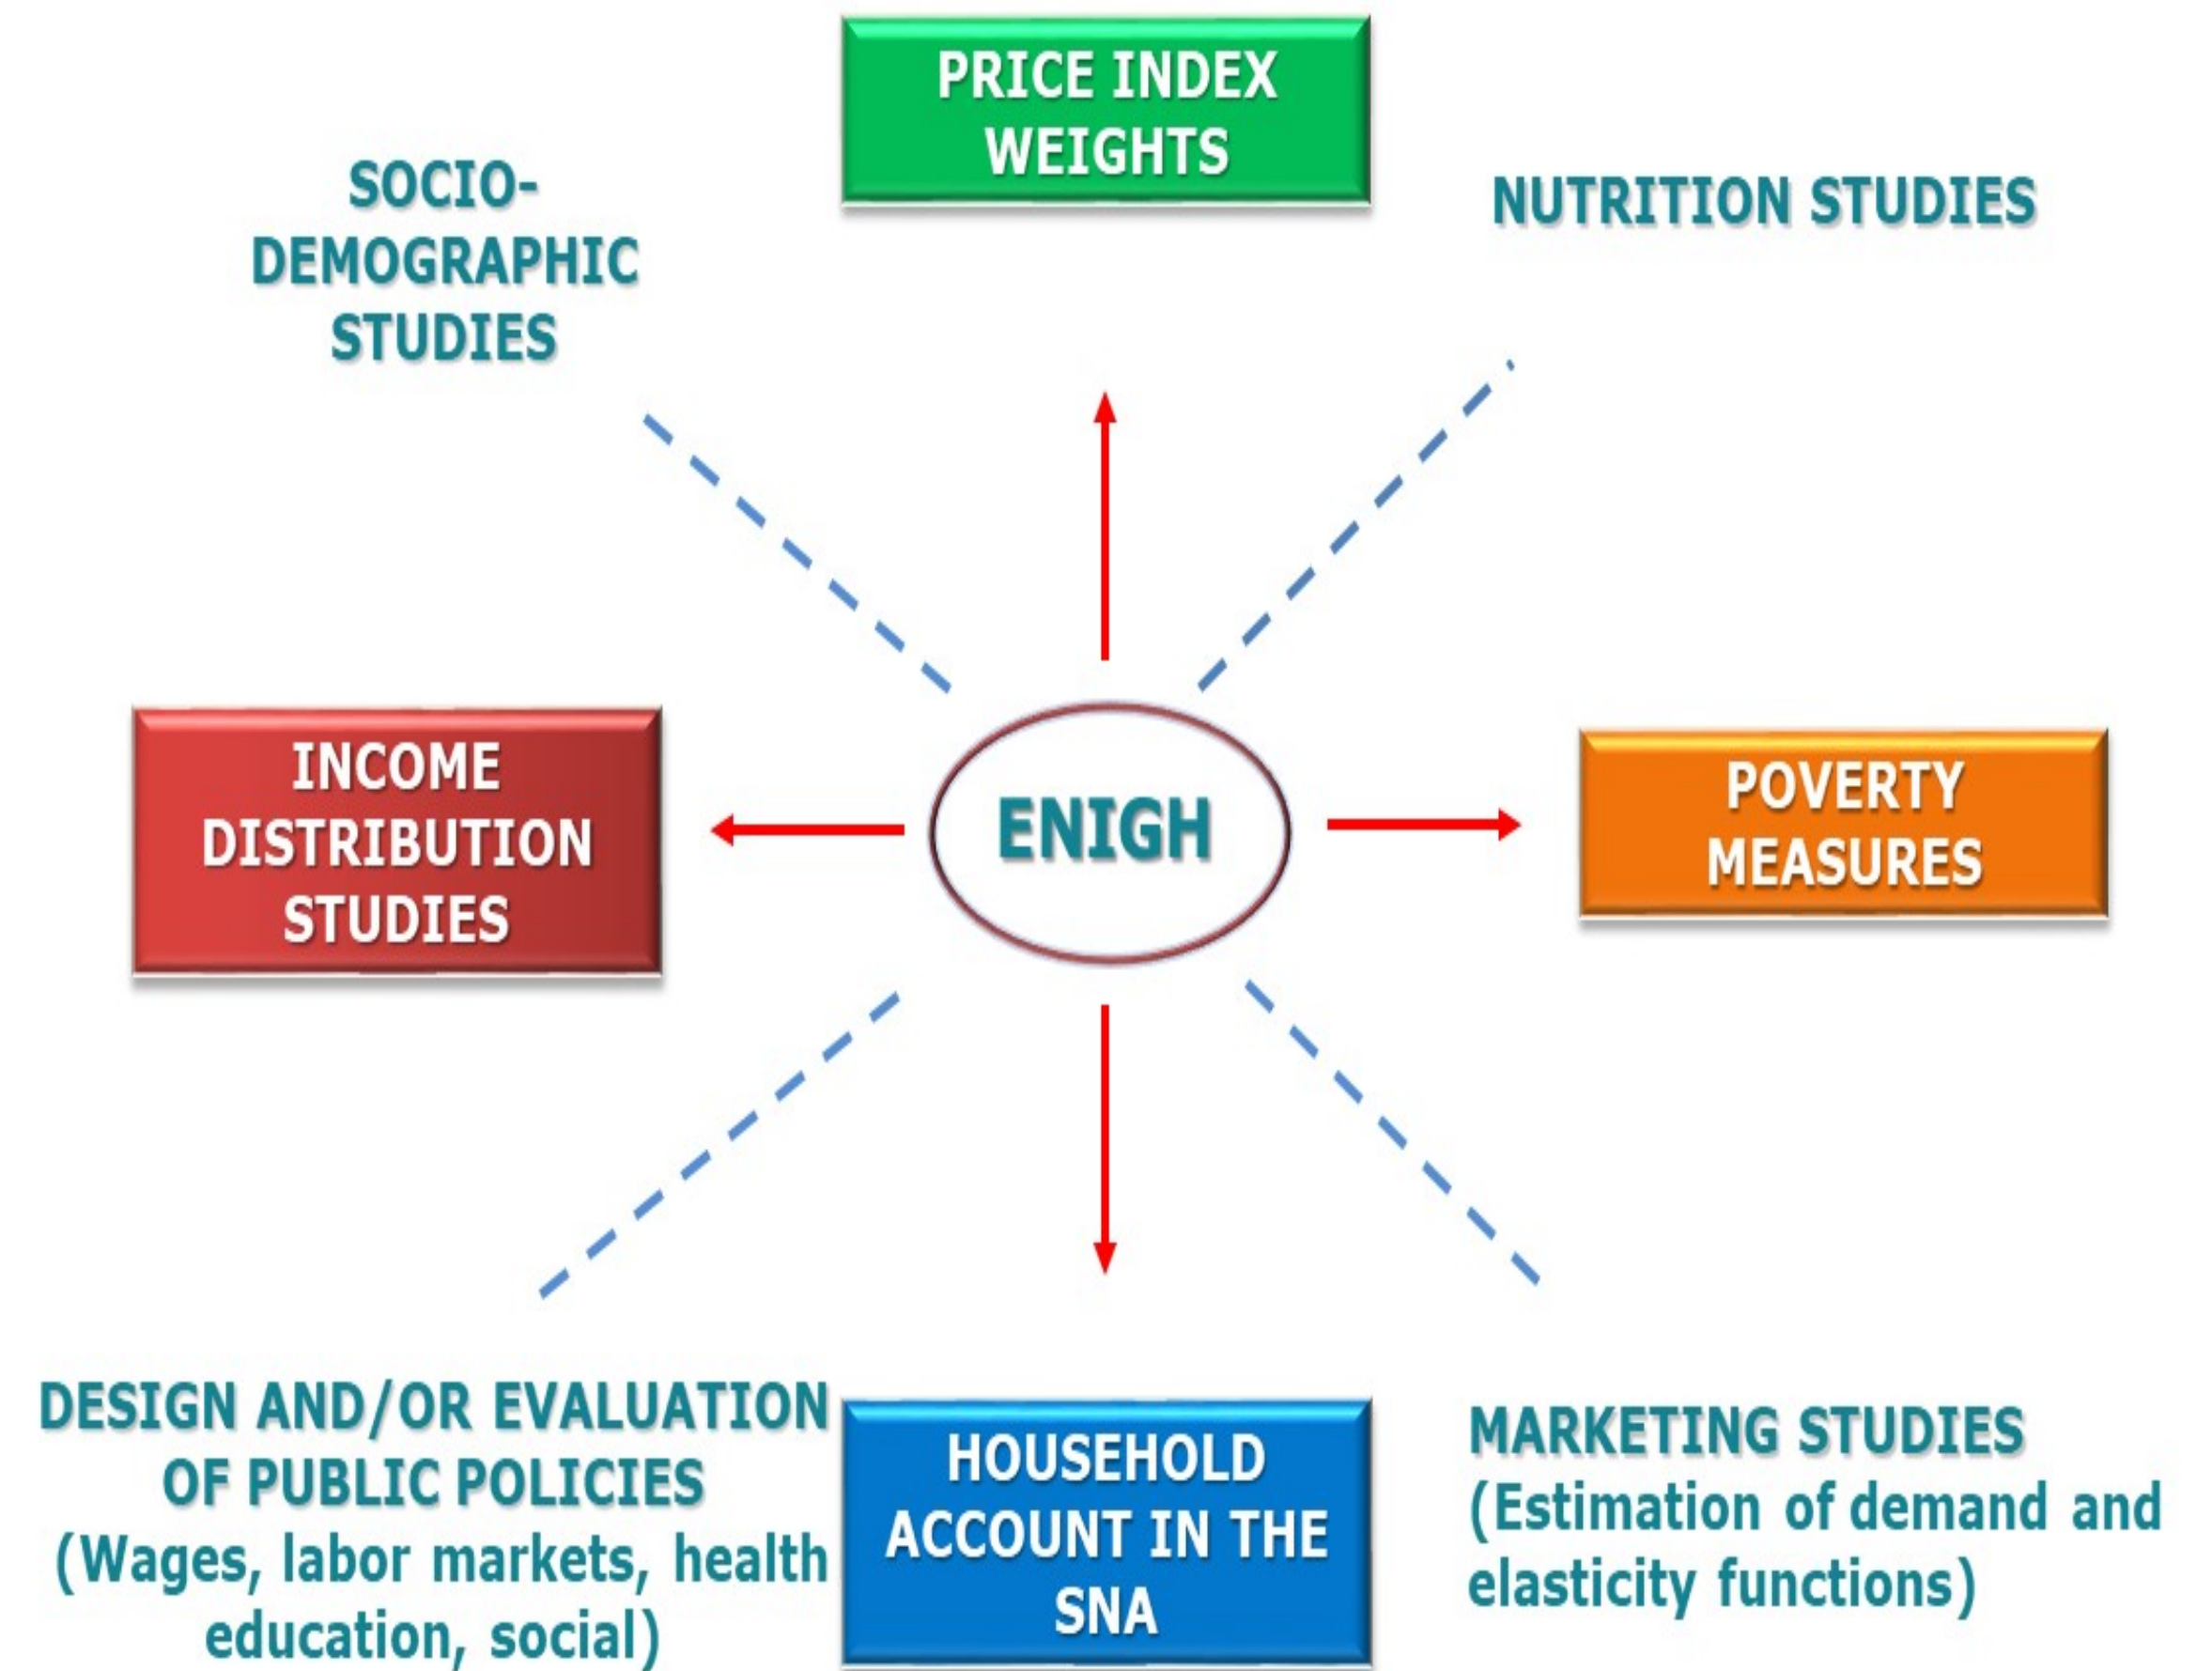 PRICE INDEX
WEIGHTS
SOCIO-
DEMOGRAPHIC
STUDIES
NUTRITION STUDIES
INCOME
DISTRIBUTION
STUDIES
ENIGH
POVERTY
MEASURES
DESIGN AND/OR EVALUATION
OF PUBLIC POLICIES
(Wages, labor markets, health
education, social)
HOUSEHOLD
ACCOUNT IN THE
SNA
MARKETING STUDIES
(Estimation of demand and
elasticity functions)